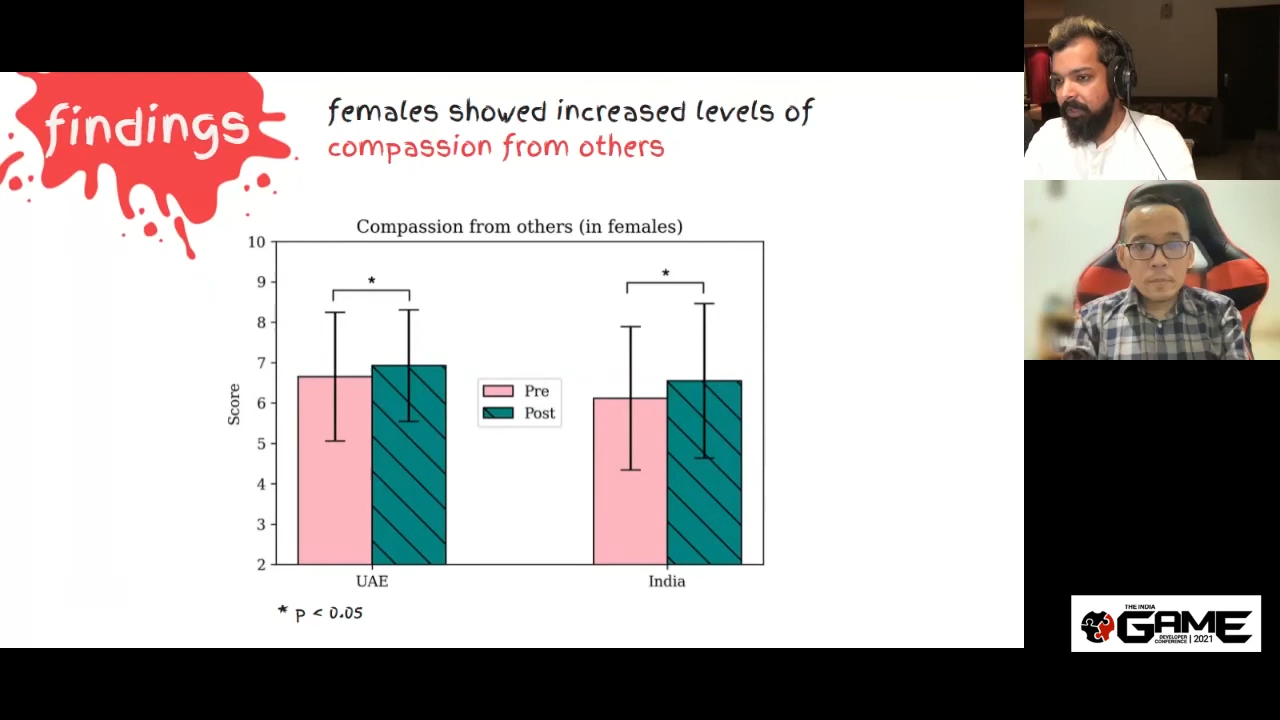 findings
females showed increased levels of
compassion from others
Compassion from others (in females)
10
9
8
7
6
5
4
3
2
Score
*
*
Pre
Post
UAE
India
* p < 0.05
THE INDIA
GAME
DEVELOPER
CONFERENCE | 2021